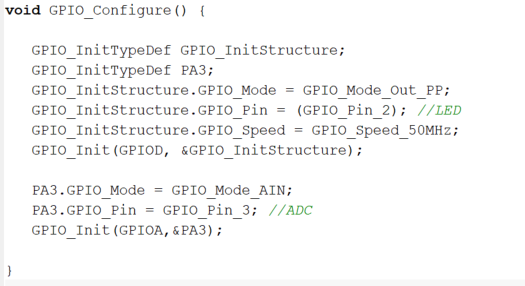 void GPIO_Configure() {
GPIO_InitTypeDef GPIO_InitStructure;
GPIO_InitTypeDef PA3;
GPIO_InitStructure.GPIO_Mode = GPIO_Mode_Out_PP;
GPIO_InitStructure.GPIO_Pin = (GPIO_Pin_2); //LED
GPIO_InitStructure.GPIO_Speed = GPIO_Speed_50MHz;
GPIO_Init(GPIOD, &GPIO_InitStructure);
PA3.GPIO_Mode = GPIO_Mode_AIN;
PA3.GPIO_Pin = GPIO_Pin_3; //ADC
GPIO_Init(GPIOA,&PA3);
}